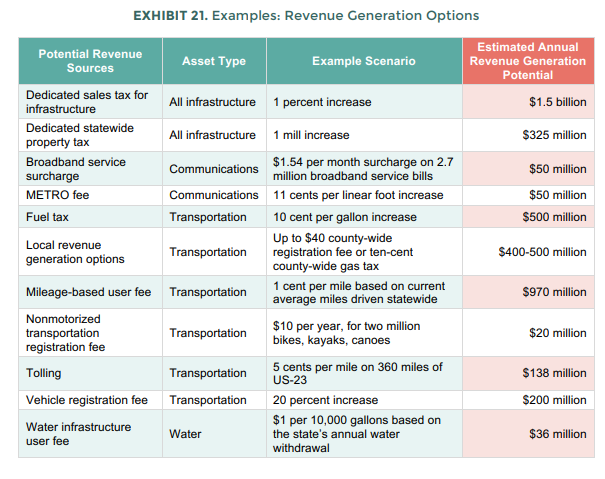 EXHIBIT 21. Examples: Revenue Generation Options
Potential Revenue
Sources
Asset Type
Example Scenario
Estimated Annual
Revenue Generation
Potential
Dedicated sales tax for
infrastructure
All infrastructure
1 percent increase
$1.5 billion
Dedicated statewide
property tax
All infrastructure
1 mill increase
$325 million
Broadband service
surcharge
Communications
$1.54 per month surcharge on 2.7
million broadband service bills
$50 million
METRO fee
Communications
11 cents per linear foot increase
$50 million
Fuel tax
Transportation
10 cent per gallon increase
$500 million
Local revenue
generation options
Transportation
Up to $40 county-wide
registration fee or ten-cent
county-wide gas tax
$400-500 million
Mileage-based user fee
Transportation
1 cent per mile based on current
average miles driven statewide
$970 million
Nonmotorized
transportation
registration fee
Transportation
$10 per year, for two million
bikes, kayaks, canoes
$20 million
Tolling
Transportation
5 cents per mile on 360 miles of
US-23
$138 million
Vehicle registration fee
Transportation
20 percent increase
$200 million
Water infrastructure
user fee
Water
$1 per 10,000 gallons based on
the state's annual water
withdrawal
$36 million